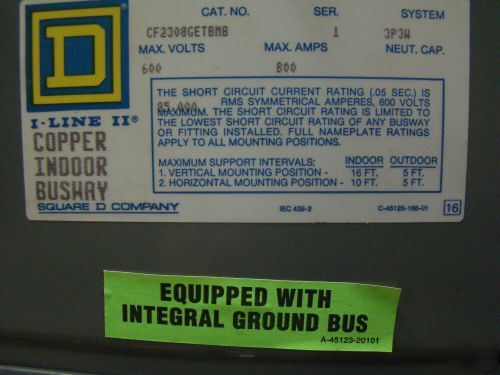 CAT. NO. SER. SYSTEM
CF2308GETBMB 1 3P3W
MAX. VOLTS MAX. AMPS NEUT. CAP.
600 800
D
I-LINE II®
COPPER
INDOOR
BUSWAY
SQUARE D COMPANY
THE SHORT CIRCUIT CURRENT RATING (.05 SEC.) IS
85,000 RMS SYMMETRICAL AMPERES, 600 VOLTS
MAXIMUM. THE SHORT CIRCUIT RATING IS LIMITED TO
THE LOWEST SHORT CIRCUIT RATING OF ANY BUSWAY
OR FITTING INSTALLED. FULL NAMEPLATE RATINGS
APPLY TO ALL MOUNTING POSITIONS.
MAXIMUM SUPPORT INTERVALS: INDOOR OUTDOOR
1. VERTICAL MOUNTING POSITION - 16 FT. 5 FT.
2. HORIZONTAL MOUNTING POSITION - 10 FT. 5 FT.
IEC 439-2 C-45128-188-01 16
EQUIPPED WITH
INTEGRAL GROUND BUS
A-45123-20101